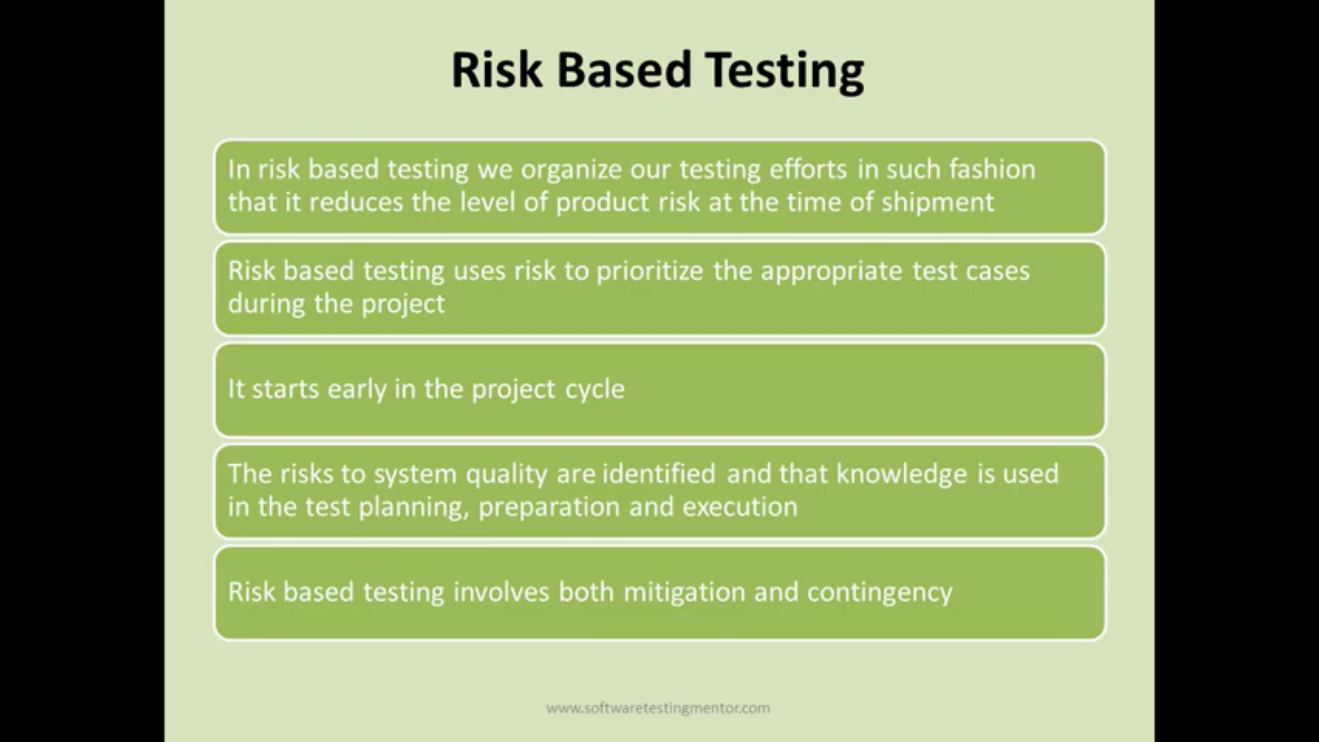 Risk Based Testing
In risk based testing we organize our testing efforts in such fashion
that it reduces the level of product risk at the time of shipment
Risk based testing uses risk to prioritize the appropriate test cases
during the project
It starts early in the project cycle
The risks to system quality are identified and that knowledge is used
in the test planning, preparation and execution
Risk based testing involves both mitigation and contingency
www.softwaretestingmentor.com